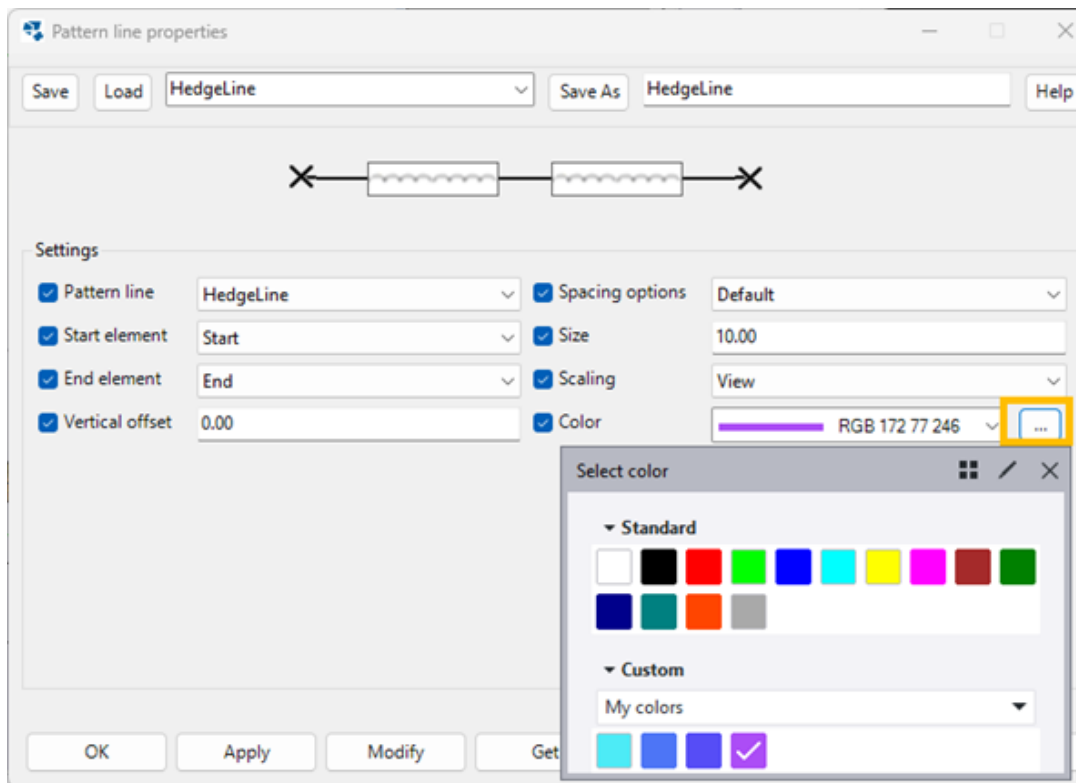 Pattern line properties
Save Load HedgeLine Save As HedgeLine Help
Settings
Pattern line HedgeLine Spacing options Default
Start element Start Size 10.00
End element End Scaling View
Vertical offset 0.00 Color RGB 172 77 246 ...
Select color
Standard
Custom
My colors
OK Apply Modify Get